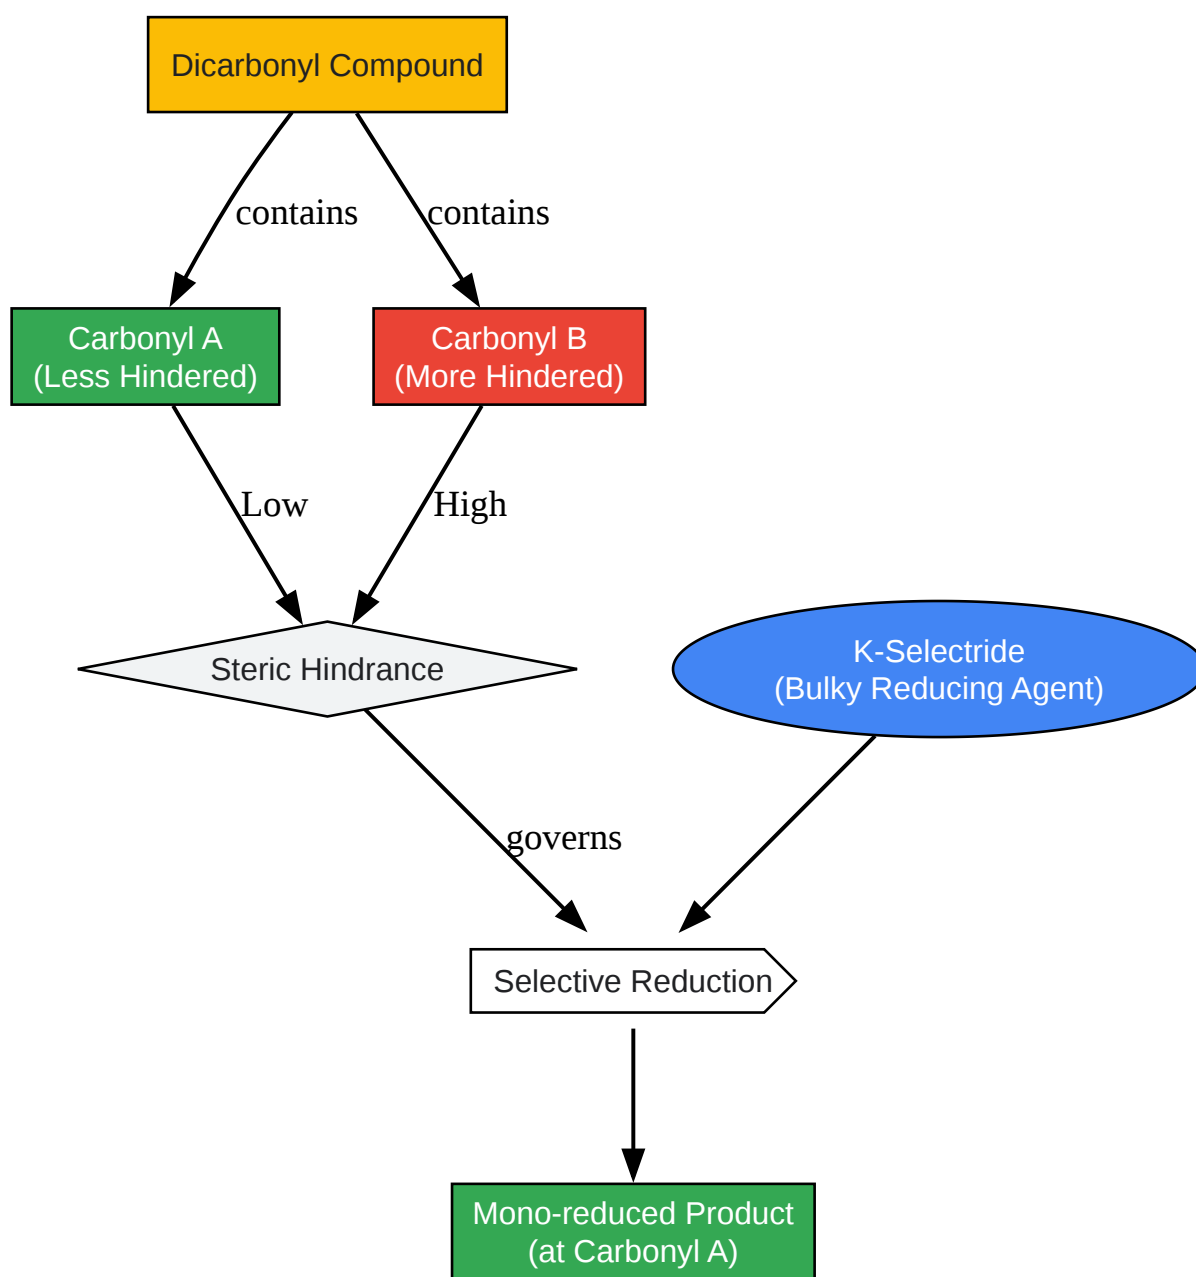 Dicarbonyl Compound
contains
contains
Carbonyl A
(Less Hindered)
Carbonyl B
(More Hindered)
Low
High
Steric Hindrance
K-Selectride
(Bulky Reducing Agent)
governs
Selective Reduction
Mono-reduced Product
(at Carbonyl A)